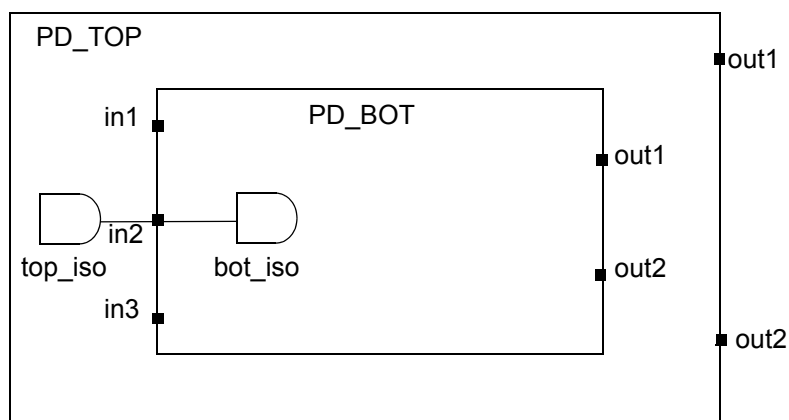 PD_TOP
out1
in1
PD_BOT
out1
in2
top_iso
bot_iso
out2
in3
out2